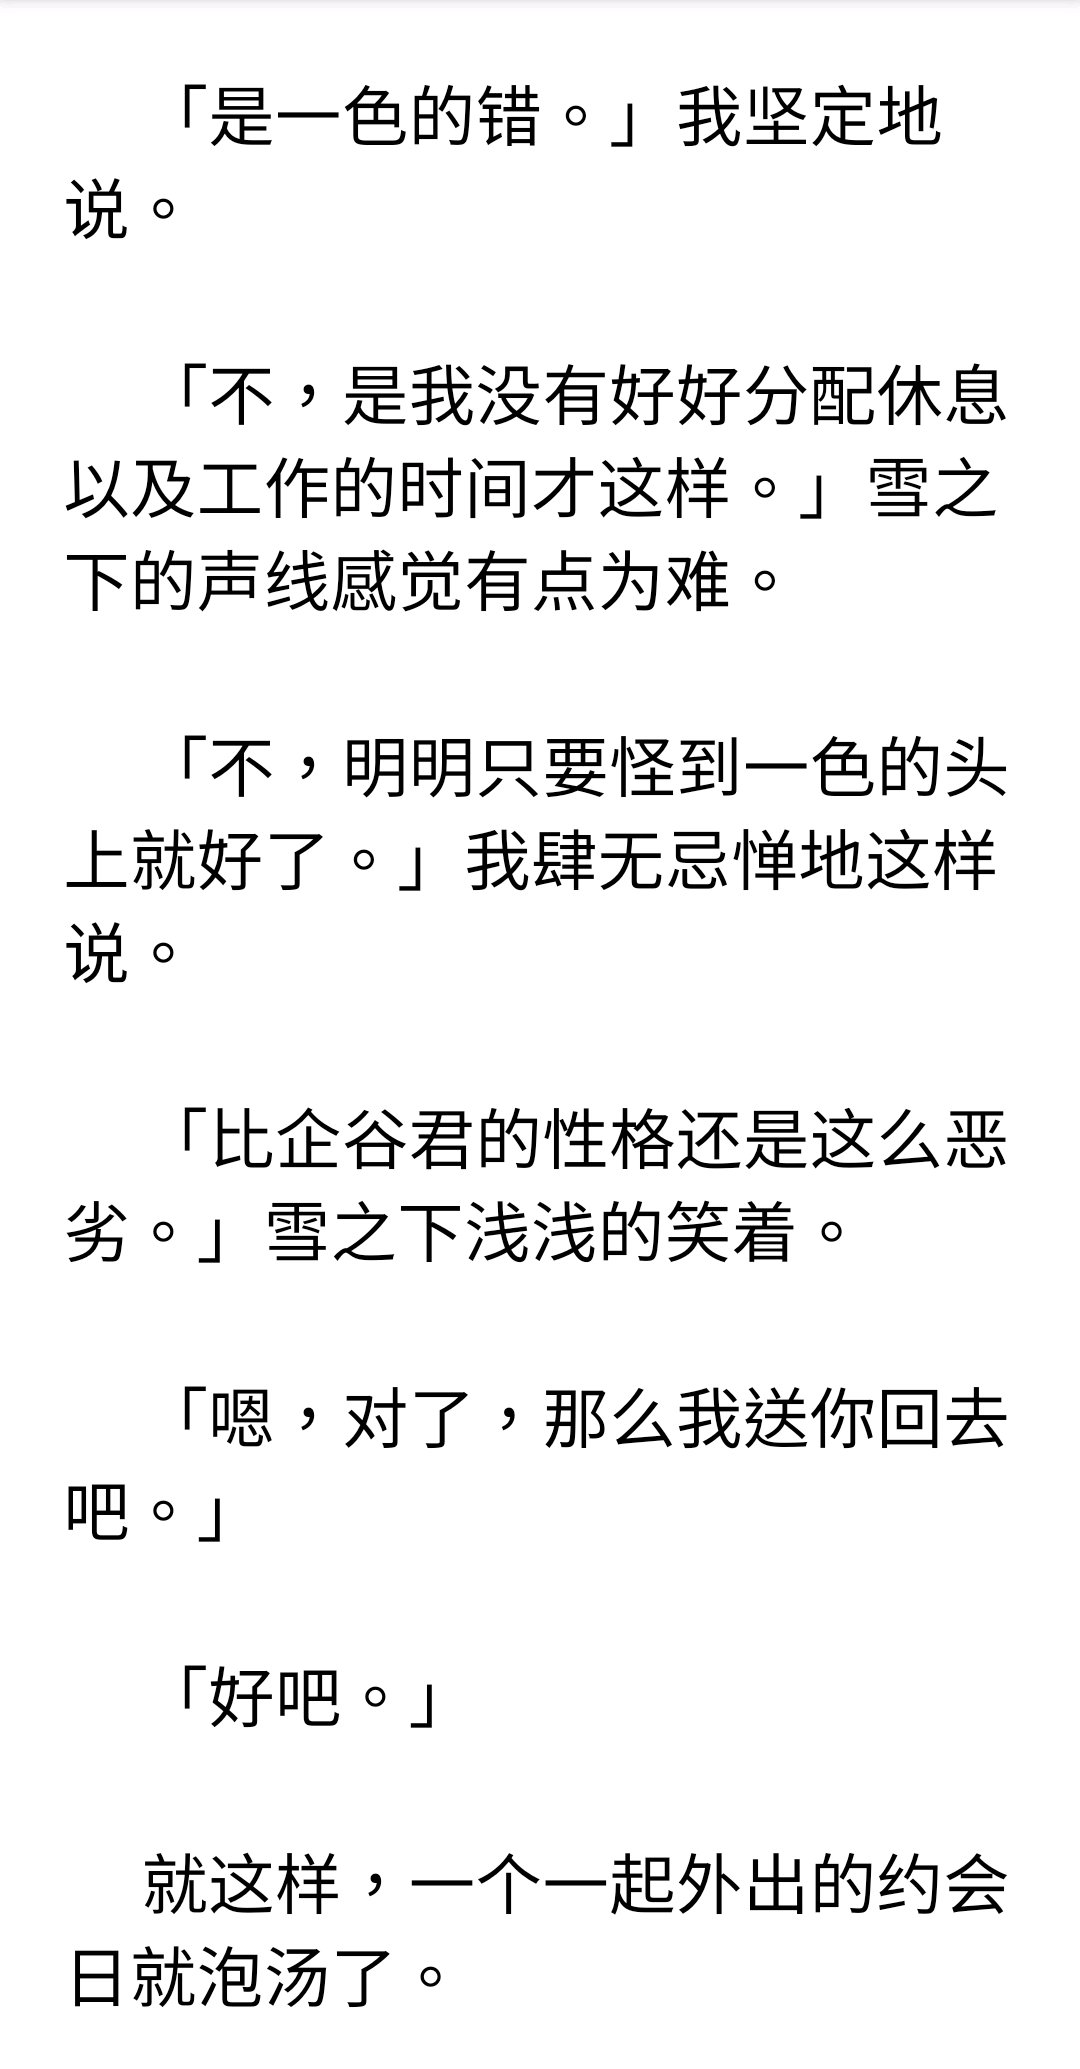 「是一色的错。」我坚定地
说。
「不，是我没有好好分配休息
以及工作的时间才这样。」雪之
下的声线感觉有点为难。
「不，明明只要怪到一色的头
上就好了。」我肆无忌惮地这样
说。
「比企谷君的性格还是这么恶
劣。」雪之下浅浅的笑着。
「嗯，对了，那么我送你回去
吧。」
「好吧。」
就这样，一个一起外出的约会
日就泡汤了。